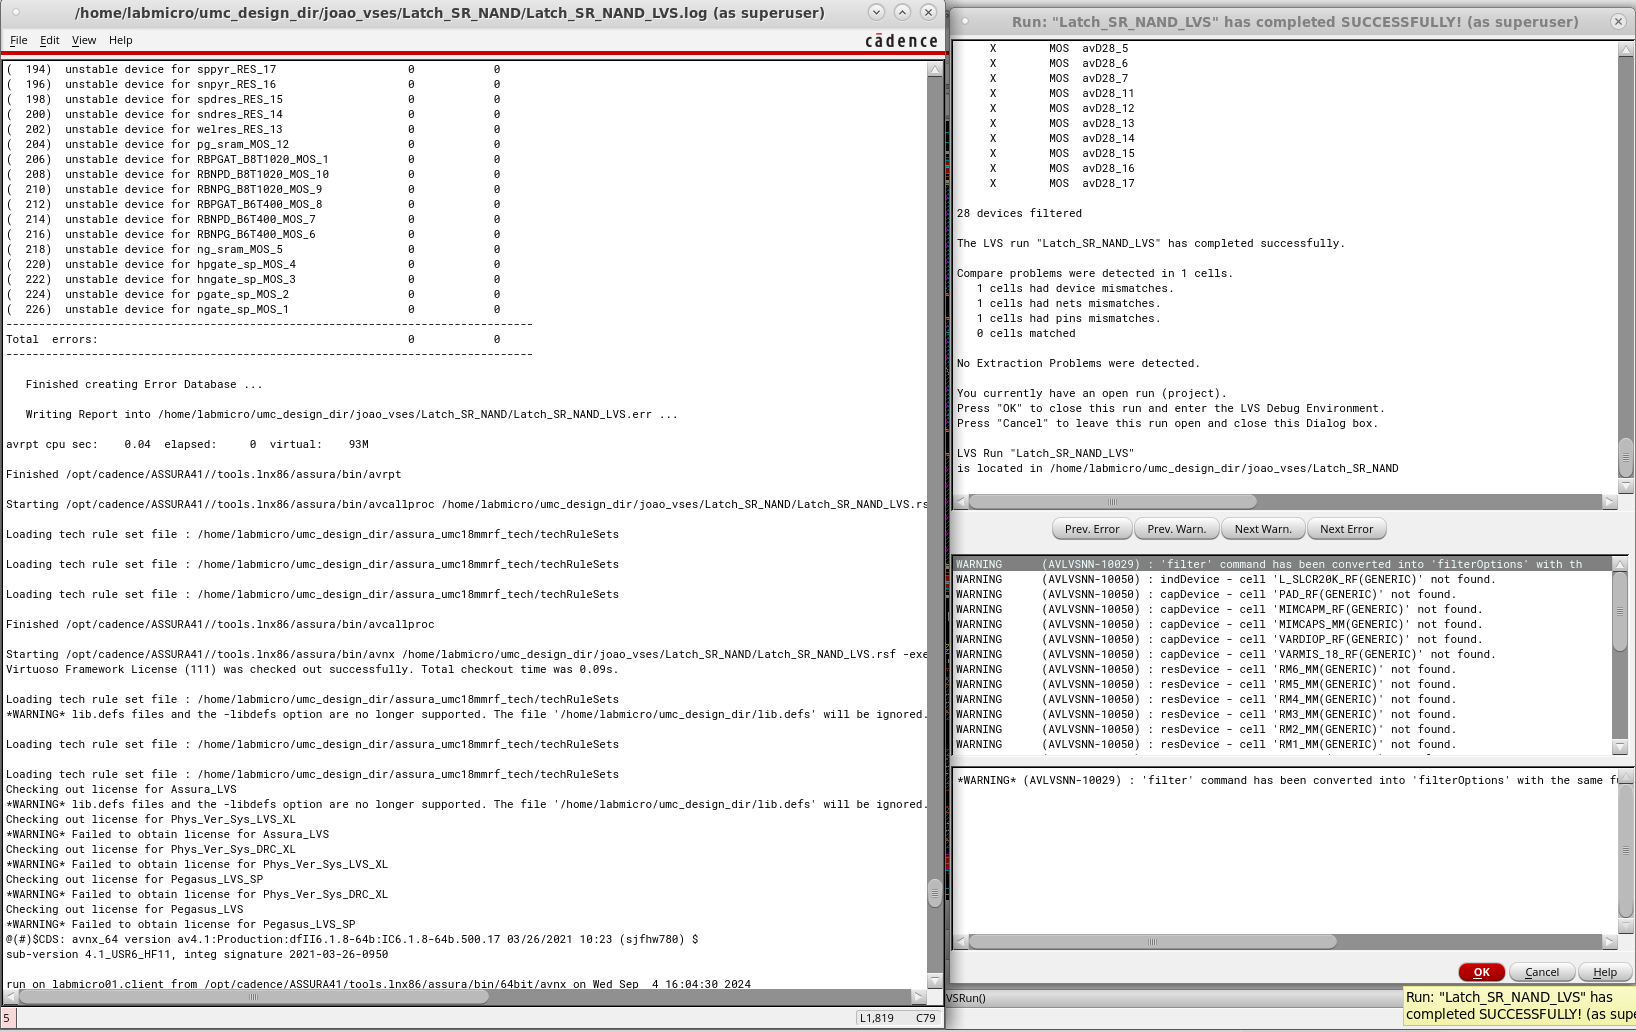 /home/labmicro/umc_design_dir/joao_vses/Latch_SR_NAND/Latch_SR_NAND_LVS.log (as superuser)
File Edit View Help
cādence
( 194) unstable device for sppyr_RES_17 0 0
( 196) unstable device for snpyr_RES_16 0 0
( 198) unstable device for spdres_RES_15 0 0
( 200) unstable device for sndres_RES_14 0 0
( 202) unstable device for welres_RES_13 0 0
( 204) unstable device for pg_sram_MOS_12 0 0
( 206) unstable device for RBPGAT_B8T1020_MOS_1 0 0
( 208) unstable device for RBNPD_B8T1020_MOS_10 0 0
( 210) unstable device for RBNPG_B8T1020_MOS_9 0 0
( 212) unstable device for RBPGAT_B6T400_MOS_8 0 0
( 214) unstable device for RBNPD_B6T400_MOS_7 0 0
( 216) unstable device for RBNPG_B6T400_MOS_6 0 0
( 218) unstable device for ng_sram_MOS_5 0 0
( 220) unstable device for hpgate_sp_MOS_4 0 0
( 222) unstable device for hngate_sp_MOS_3 0 0
( 224) unstable device for pgate_sp_MOS_2 0 0
( 226) unstable device for ngate_sp_MOS_1 0 0
--------------------------------------------------------------------------------
Total errors: 0 0
--------------------------------------------------------------------------------
Finished creating Error Database ...
Writing Report into /home/labmicro/umc_design_dir/joao_vses/Latch_SR_NAND/Latch_SR_NAND_LVS.err ...
avrpt cpu sec: 0.04 elapsed: 0 virtual: 93M
Finished /opt/cadence/ASSURA41//tools.lnx86/assura/bin/avrpt
Starting /opt/cadence/ASSURA41//tools.lnx86/assura/bin/avcallproc /home/labmicro/umc_design_dir/joao_vses/Latch_SR_NAND/Latch_SR_NAND_LVS.rs
Loading tech rule set file : /home/labmicro/umc_design_dir/assura_umc18mmrf_tech/techRuleSets
Loading tech rule set file : /home/labmicro/umc_design_dir/assura_umc18mmrf_tech/techRuleSets
Loading tech rule set file : /home/labmicro/umc_design_dir/assura_umc18mmrf_tech/techRuleSets
Finished /opt/cadence/ASSURA41//tools.lnx86/assura/bin/avcallproc
Starting /opt/cadence/ASSURA41//tools.lnx86/assura/bin/avnx /home/labmicro/umc_design_dir/joao_vses/Latch_SR_NAND/Latch_SR_NAND_LVS.rsf -exe
Virtuoso Framework License (111) was checked out successfully. Total checkout time was 0.09s.
Loading tech rule set file : /home/labmicro/umc_design_dir/assura_umc18mmrf_tech/techRuleSets
*WARNING* lib.defs files and the -libdefs option are no longer supported. The file '/home/labmicro/umc_design_dir/lib.defs' will be ignored.
Loading tech rule set file : /home/labmicro/umc_design_dir/assura_umc18mmrf_tech/techRuleSets
Loading tech rule set file : /home/labmicro/umc_design_dir/assura_umc18mmrf_tech/techRuleSets
Checking out license for Assura_LVS
*WARNING* lib.defs files and the -libdefs option are no longer supported. The file '/home/labmicro/umc_design_dir/lib.defs' will be ignored.
Checking out license for Phys_Ver_Sys_LVS_XL
*WARNING* Failed to obtain license for Assura_LVS
Checking out license for Phys_Ver_Sys_DRC_XL
*WARNING* Failed to obtain license for Phys_Ver_Sys_LVS_XL
Checking out license for Pegasus_LVS_SP
*WARNING* Failed to obtain license for Phys_Ver_Sys_DRC_XL
Checking out license for Pegasus_LVS
*WARNING* Failed to obtain license for Pegasus_LVS_SP
@(#)$CDS: avnx_64 version av4.1:Production:dfII6.1.8-64b:IC6.1.8-64b.500.17 03/26/2021 10:23 (sjfhw780) $
sub-version 4.1_USR6_HF11, integ signature 2021-03-26-0950
run on labmicro01.client from /opt/cadence/ASSURA41/tools.lnx86/assura/bin/64bit/avnx on Wed Sep 4 16:04:30 2024
5 L1,819 C79
Run: "Latch_SR_NAND_LVS" has completed SUCCESSFULLY! (as superuser)
X MOS avD28_5
X MOS avD28_6
X MOS avD28_7
X MOS avD28_11
X MOS avD28_12
X MOS avD28_13
X MOS avD28_14
X MOS avD28_15
X MOS avD28_16
X MOS avD28_17
28 devices filtered
The LVS run "Latch_SR_NAND_LVS" has completed successfully.
Compare problems were detected in 1 cells.
1 cells had device mismatches.
1 cells had nets mismatches.
1 cells had pins mismatches.
0 cells matched
No Extraction Problems were detected.
You currently have an open run (project).
Press "OK" to close this run and enter the LVS Debug Environment.
Press "Cancel" to leave this run open and close this Dialog box.
LVS Run "Latch_SR_NAND_LVS"
is located in /home/labmicro/umc_design_dir/joao_vses/Latch_SR_NAND
Prev. Error Prev. Warn. Next Warn. Next Error
WARNING (AVLVSNN-10029) : 'filter' command has been converted into 'filterOptions' with th
WARNING (AVLVSNN-10050) : indDevice - cell 'L_SLCR20K_RF(GENERIC)' not found.
WARNING (AVLVSNN-10050) : capDevice - cell 'PAD_RF(GENERIC)' not found.
WARNING (AVLVSNN-10050) : capDevice - cell 'MIMCAPM_RF(GENERIC)' not found.
WARNING (AVLVSNN-10050) : capDevice - cell 'MIMCAPS_MM(GENERIC)' not found.
WARNING (AVLVSNN-10050) : capDevice - cell 'VARDIOP_RF(GENERIC)' not found.
WARNING (AVLVSNN-10050) : capDevice - cell 'VARMIS_18_RF(GENERIC)' not found.
WARNING (AVLVSNN-10050) : resDevice - cell 'RM6_MM(GENERIC)' not found.
WARNING (AVLVSNN-10050) : resDevice - cell 'RM5_MM(GENERIC)' not found.
WARNING (AVLVSNN-10050) : resDevice - cell 'RM4_MM(GENERIC)' not found.
WARNING (AVLVSNN-10050) : resDevice - cell 'RM3_MM(GENERIC)' not found.
WARNING (AVLVSNN-10050) : resDevice - cell 'RM2_MM(GENERIC)' not found.
WARNING (AVLVSNN-10050) : resDevice - cell 'RM1_MM(GENERIC)' not found.
*WARNING* (AVLVSNN-10029) : 'filter' command has been converted into 'filterOptions' with the same fu
OK Cancel Help
VSRun()
Run: "Latch_SR_NAND_LVS" has
completed SUCCESSFULLY! (as supe